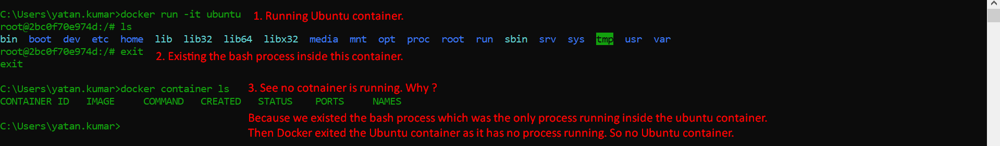 C:\Users\yatan.kumar>docker run -it ubuntu 1. Running Ubuntu container.
root@2bc0f70e974d:/# ls
bin boot dev etc home lib lib32 lib64 libx32 media mnt opt proc root run sbin srv sys tmp usr var
root@2bc0f70e974d:/# exit 2. Existing the bash process inside this container.
exit
C:\Users\yatan.kumar>docker container ls 3. See no cotnainer is running. Why ?
CONTAINER ID IMAGE COMMAND CREATED STATUS PORTS NAMES
Because we existed the bash process which was the only process running inside the ubuntu container.
C:\Users\yatan.kumar>
Then Docker exited the Ubuntu container as it has no process running. So no Ubuntu container.